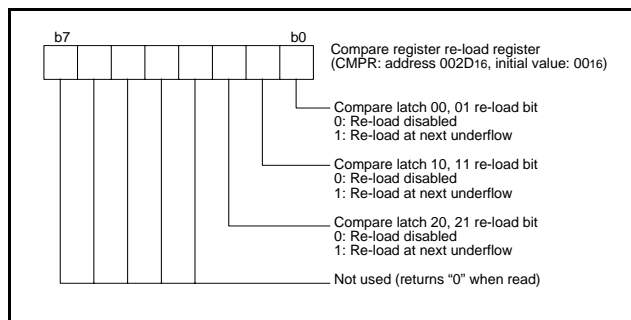 b7 b0
Compare register re-load register
(CMPR: address 002D16, initial value: 0016)
Compare latch 00, 01 re-load bit
0: Re-load disabled
1: Re-load at next underflow
Compare latch 10, 11 re-load bit
0: Re-load disabled
1: Re-load at next underflow
Compare latch 20, 21 re-load bit
0: Re-load disabled
1: Re-load at next underflow
Not used (returns “0” when read)